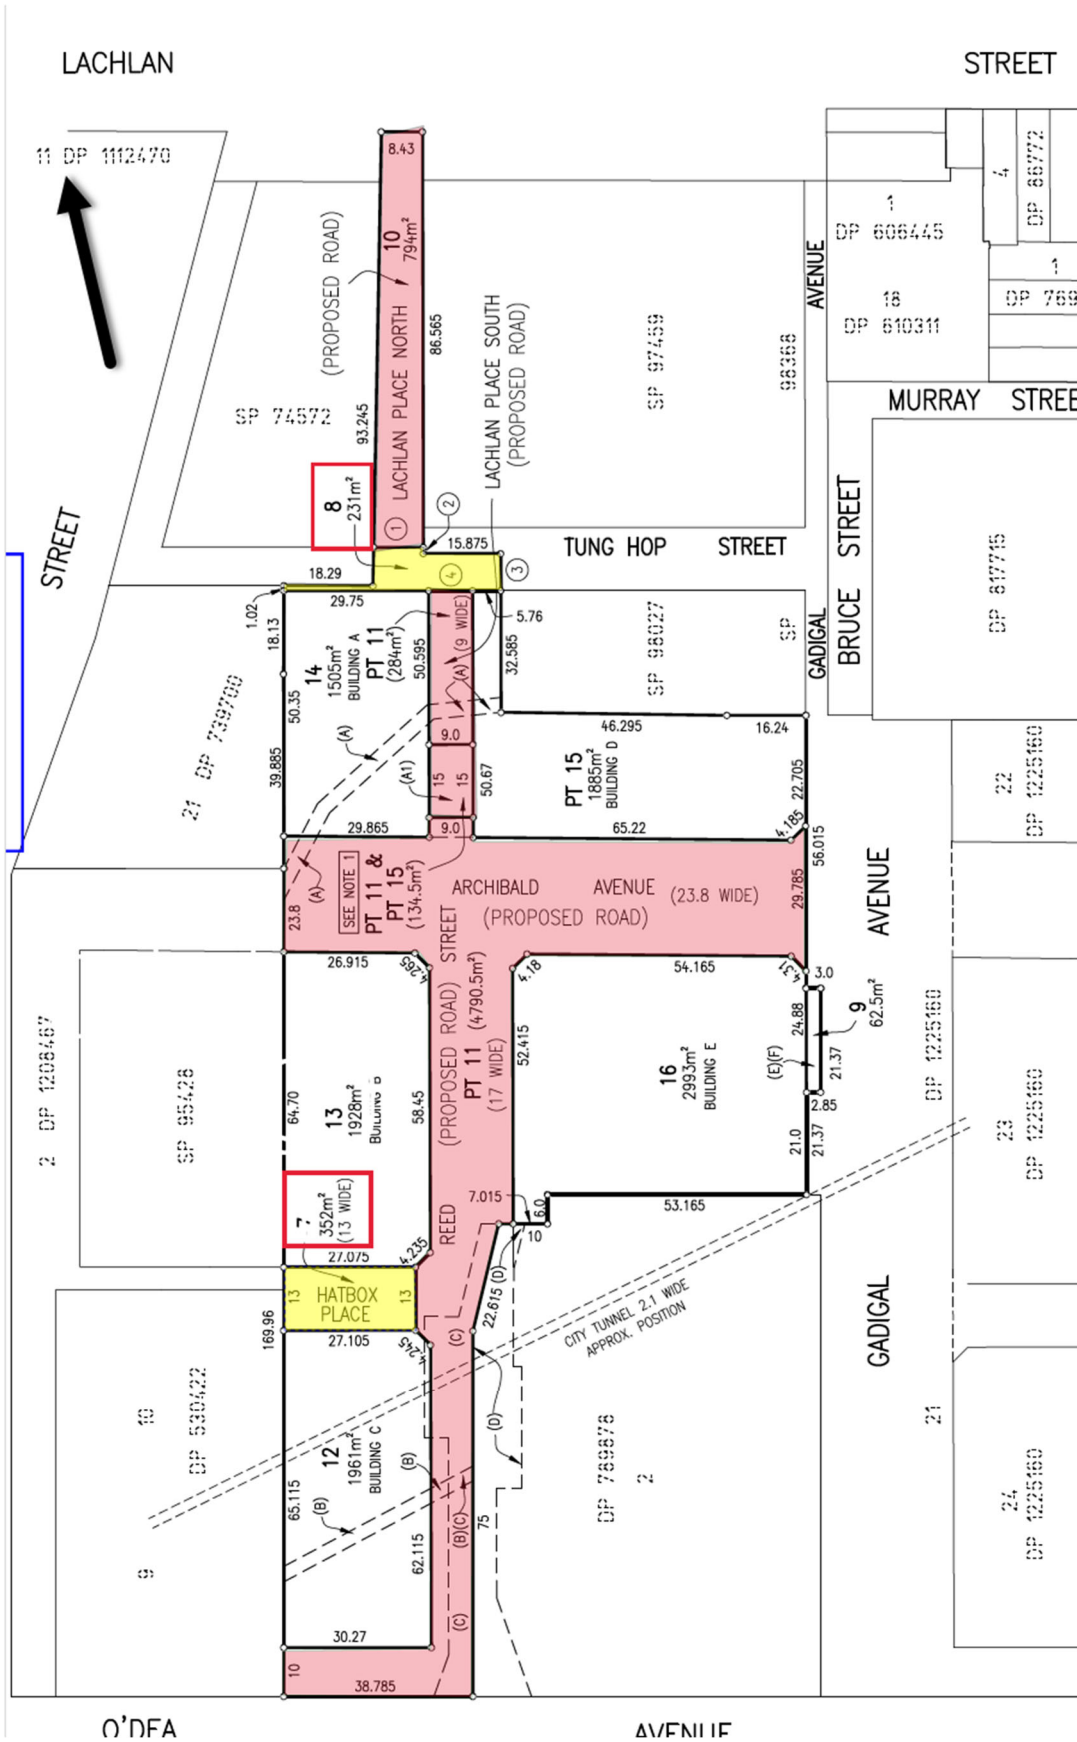 LACHLAN STREET
11 DP 1112470
8.43
4
DP 86772
1
DP 606445
1
DP 769
18
DP 610311
AVENUE
(PROPOSED ROAD)
10
794m²
LACHLAN PLACE NORTH
86.565
93.245
LACHLAN PLACE SOUTH
(PROPOSED ROAD)
SP 97459
98368
SP 74572
MURRAY STREE
8
231m²
1
2
15.875
TUNG HOP STREET
STREET
BRUCE STREET
DP 817715
18.29
4
3
1.02
29.75
5.76
18.13
14
1505m²
BUILDING A
PT 11
(284m²)
50.595
(A) (9 WIDE)
32.585
SP 98027
SP
GADIGAL
50.35
21 DP 739700
39.885
(A)
46.295
16.24
9.0
(A1)
15
15
50.67
PT 15
1885m²
BUILDING D
22.705
22
DP 1225160
29.865
9.0
65.22
4.185
56.015
(A)
23.8
SEE NOTE 1
PT 11 &
PT 15
(134.5m²)
ARCHIBALD AVENUE (23.8 WIDE)
(PROPOSED ROAD)
29.785
AVENUE
26.915
4.265
4.18
54.165
4.31
3.0
REED STREET
(PROPOSED ROAD)
PT 11 (4790.5m²)
(17 WIDE)
52.415
24.88
9
62.5m²
(E)(F)
21.37
2.85
2 DP 1208467
SP 95428
64.70
13
1928m²
BUILDING B
58.45
16
2993m²
BUILDING E
DP 1225160
23
DP 1225160
21.0
21.37
7
352m²
(13 WIDE)
7.015
6.0
10
53.165
27.075
4.235
13
HATBOX
PLACE
13
22.615
(D)
CITY TUNNEL 2.1 WIDE
APPROX. POSITION
GADIGAL
169.96
27.105
4.245
(C)
10
DP 530422
9
12
1961m²
BUILDING C
(B)
(B)
65.115
62.115
(B)(C)
(D)
75
DP 789878
2
21
24
DP 1225160
(C)
30.27
10
38.785
O'DEA AVENUE